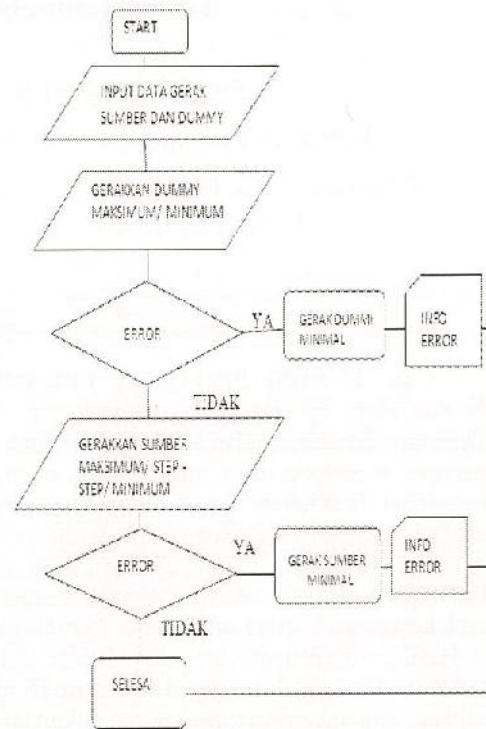 START
INPUT DATA GERAK
SUMBER DAN DUMMY
GERAKKAN DUMMY
MAKSIMUM/ MINIMUM
ERROR
YA
GERAK DUMMI
MINIMAL
INFO
ERROR
TIDAK
GERAKKAN SUMBER
MAKSIMUM/ STEP -
STEP/ MINIMUM
ERROR
YA
GERAK SUMBER
MINIMAL
INFO
ERROR
TIDAK
SELESAI